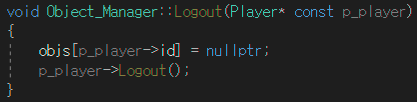 void Object_Manager::Logout(Player* const p_player)
{
    objs[p_player->id] = nullptr;
    p_player->Logout();
}